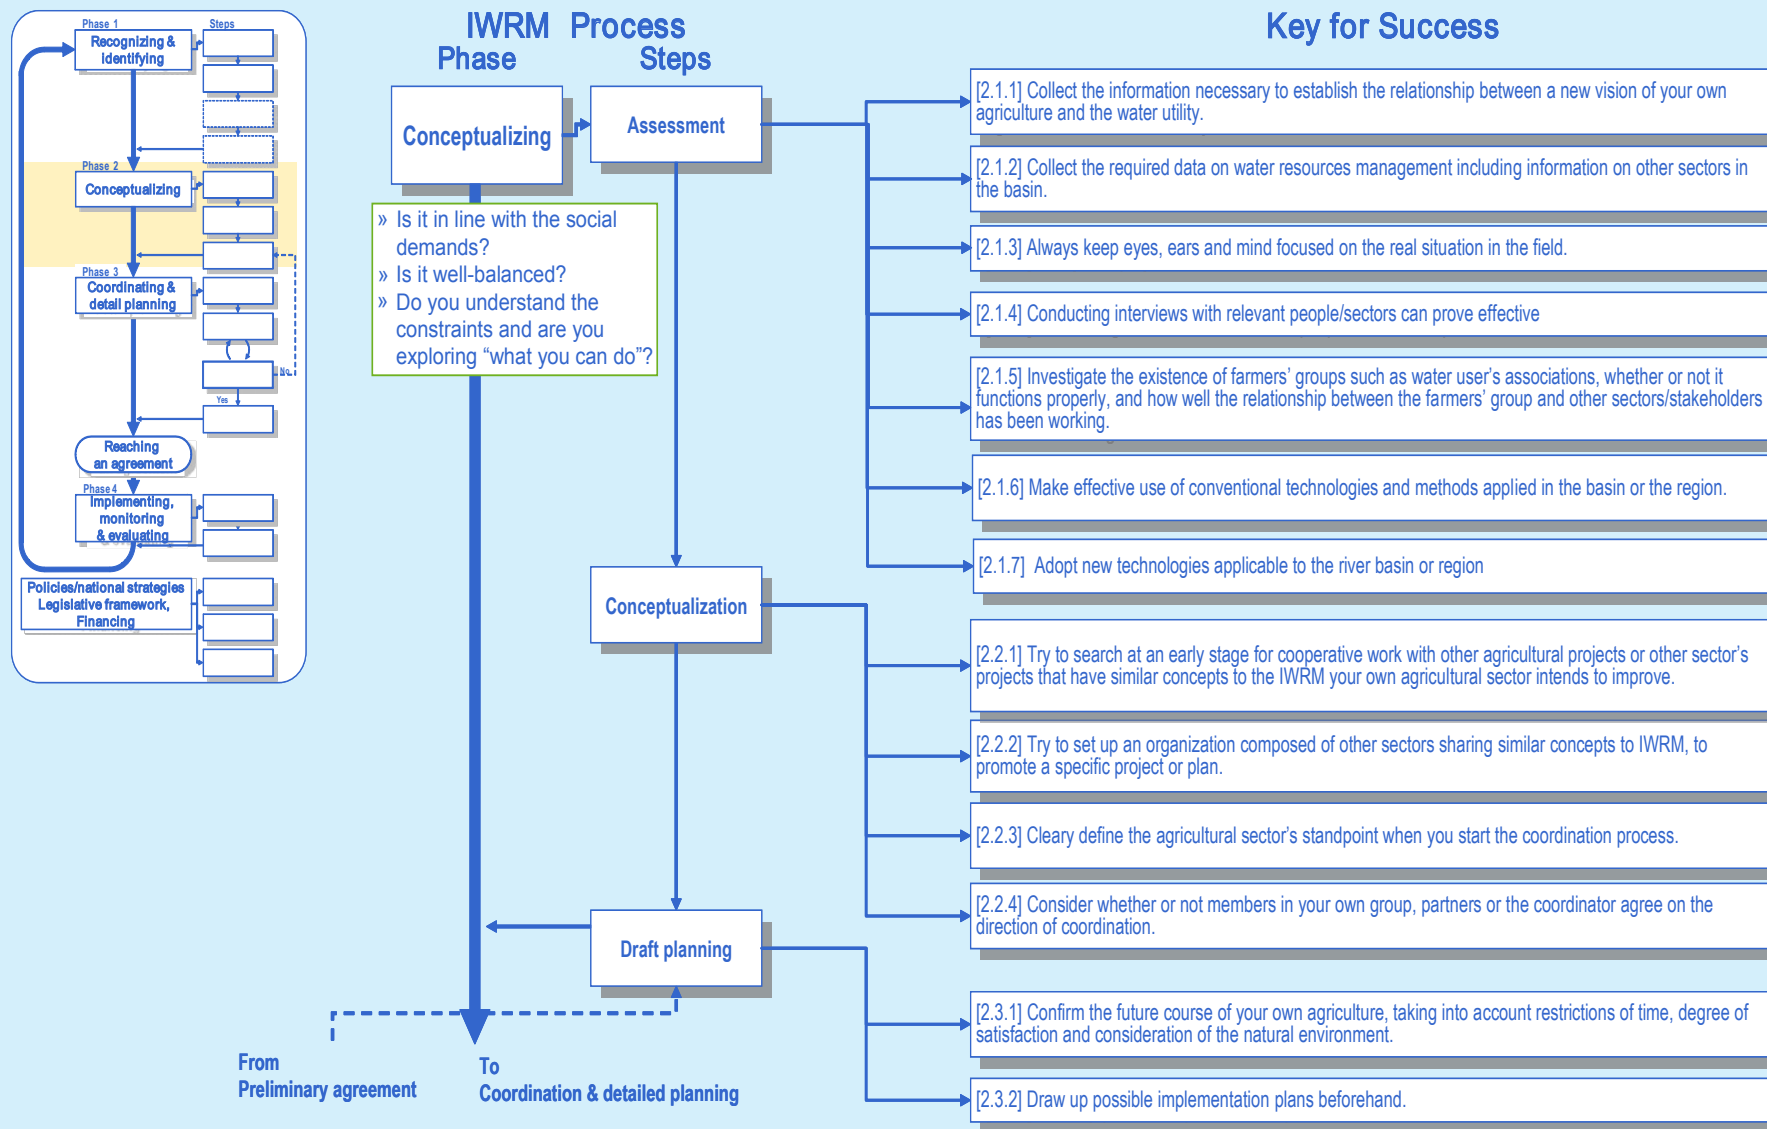 Phase 1
Steps
Recognizing &
identifying
Phase 2
Conceptualizing
Phase 3
Coordinating &
detail planning
No
Yes
Reaching
an agreement
Phase 4
Implementing,
monitoring
& evaluating
Policies/national strategies
Legislative framework,
Financing
IWRM Process
Phase
Steps
Key for Success
Conceptualizing
» Is it in line with the social
demands?
» Is it well-balanced?
» Do you understand the
constraints and are you
exploring “what you can do”?
Assessment
[2.1.1] Collect the information necessary to establish the relationship between a new vision of your own
agriculture and the water utility.
[2.1.2] Collect the required data on water resources management including information on other sectors in
the basin.
[2.1.3] Always keep eyes, ears and mind focused on the real situation in the field.
[2.1.4] Conducting interviews with relevant people/sectors can prove effective
[2.1.5] Investigate the existence of farmers’ groups such as water user’s associations, whether or not it
functions properly, and how well the relationship between the farmers’ group and other sectors/stakeholders
has been working.
[2.1.6] Make effective use of conventional technologies and methods applied in the basin or the region.
[2.1.7] Adopt new technologies applicable to the river basin or region
Conceptualization
[2.2.1] Try to search at an early stage for cooperative work with other agricultural projects or other sector’s
projects that have similar concepts to the IWRM your own agricultural sector intends to improve.
[2.2.2] Try to set up an organization composed of other sectors sharing similar concepts to IWRM, to
promote a specific project or plan.
[2.2.3] Cleary define the agricultural sector’s standpoint when you start the coordination process.
[2.2.4] Consider whether or not members in your own group, partners or the coordinator agree on the
direction of coordination.
Draft planning
[2.3.1] Confirm the future course of your own agriculture, taking into account restrictions of time, degree of
satisfaction and consideration of the natural environment.
[2.3.2] Draw up possible implementation plans beforehand.
From
Preliminary agreement
To
Coordination & detailed planning